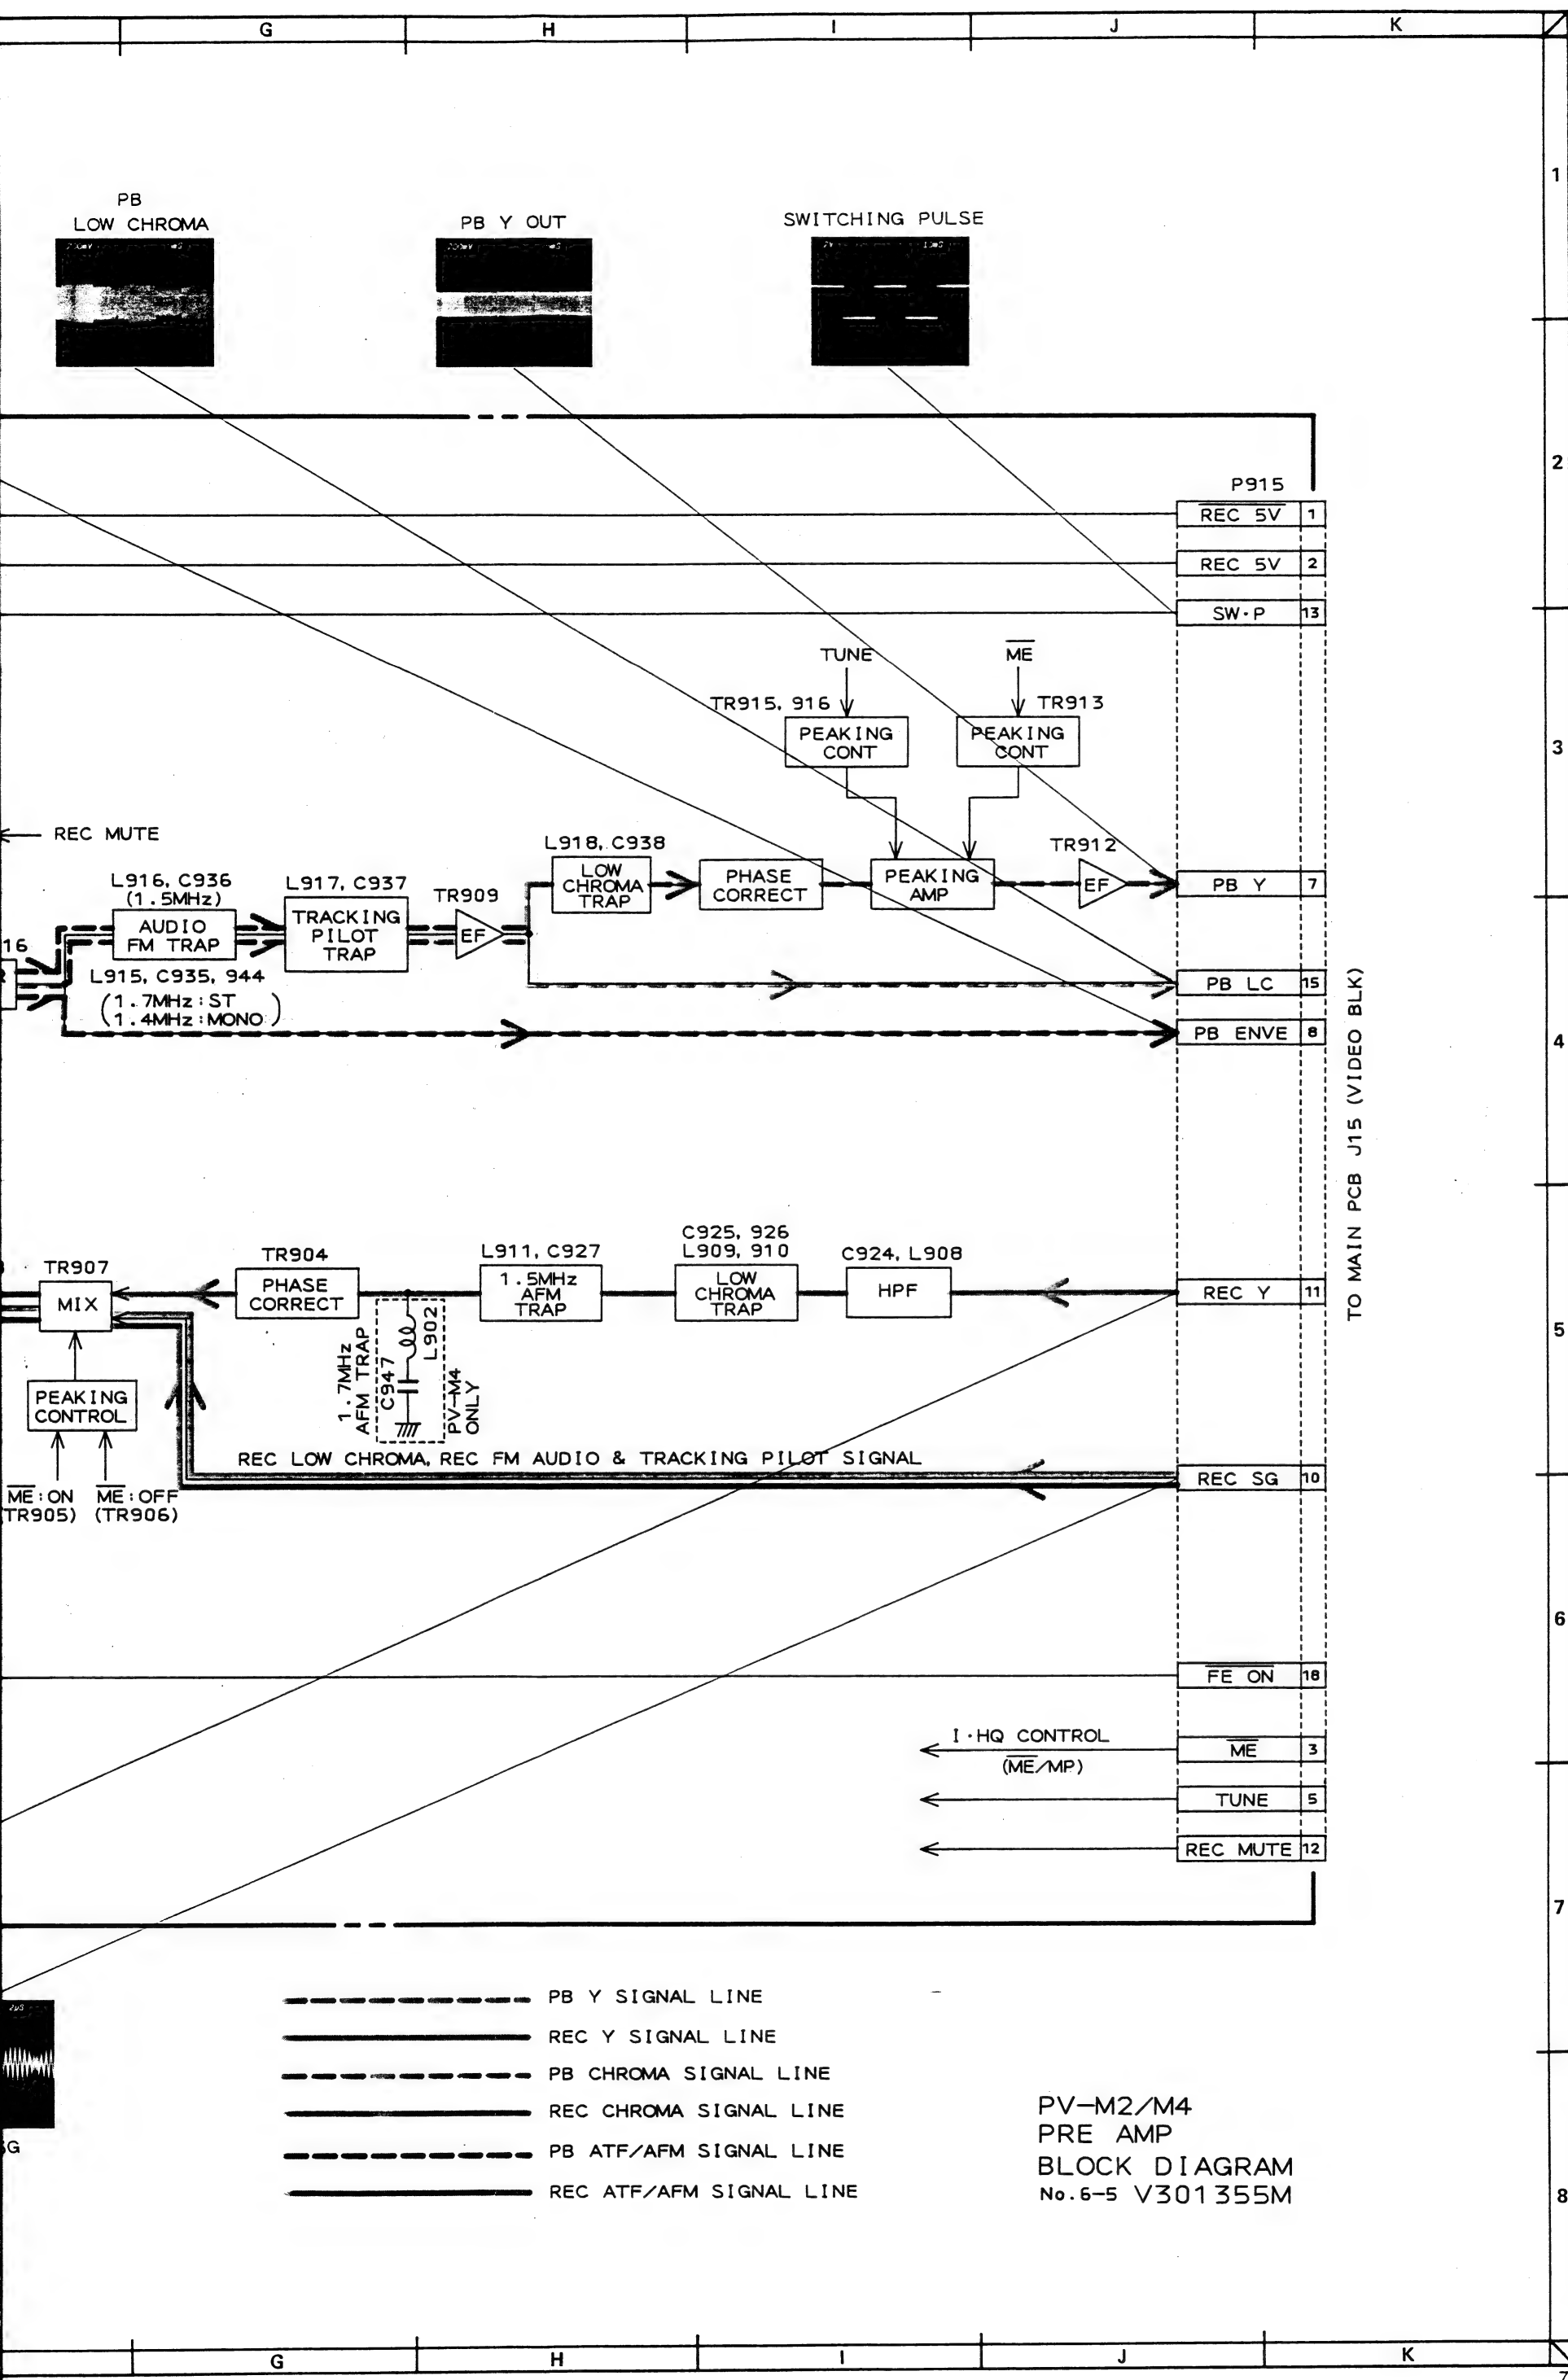 G H I J K
1
PB
LOW CHROMA
PB Y OUT
SWITCHING PULSE
2
P915
REC 5V 1
REC 5V 2
SW·P 13
TUNE
ME
TR915, 916
TR913
PEAKING
CONT
PEAKING
CONT
3
REC MUTE
L916, C936
(1.5MHz)
L917, C937
TR909
L918, C938
TR912
AUDIO
FM TRAP
TRACKING
PILOT
TRAP
EF
LOW
CHROMA
TRAP
PHASE
CORRECT
PEAKING
AMP
EF
PB Y 7
16
L915, C935, 944
(1.7MHz:ST
1.4MHz:MONO)
PB LC 15
PB ENVE 8
4
TO MAIN PCB J15 (VIDEO BLK)
TR907
TR904
L911, C927
C925, 926
L909, 910
C924, L908
MIX
PHASE
CORRECT
1.5MHz
AFM
TRAP
LOW
CHROMA
TRAP
HPF
REC Y 11
5
1.7MHz
AFM TRAP
C947
L902
PV-M4
ONLY
PEAKING
CONTROL
ME:ON
(TR905)
ME:OFF
(TR906)
REC LOW CHROMA, REC FM AUDIO & TRACKING PILOT SIGNAL
REC SG 10
6
FE ON 18
I·HQ CONTROL
(ME/MP)
ME 3
TUNE 5
REC MUTE 12
7
PB Y SIGNAL LINE
REC Y SIGNAL LINE
PB CHROMA SIGNAL LINE
REC CHROMA SIGNAL LINE
PB ATF/AFM SIGNAL LINE
REC ATF/AFM SIGNAL LINE
PV-M2/M4
PRE AMP
BLOCK DIAGRAM
No.6-5 V301355M
8
G H I J K